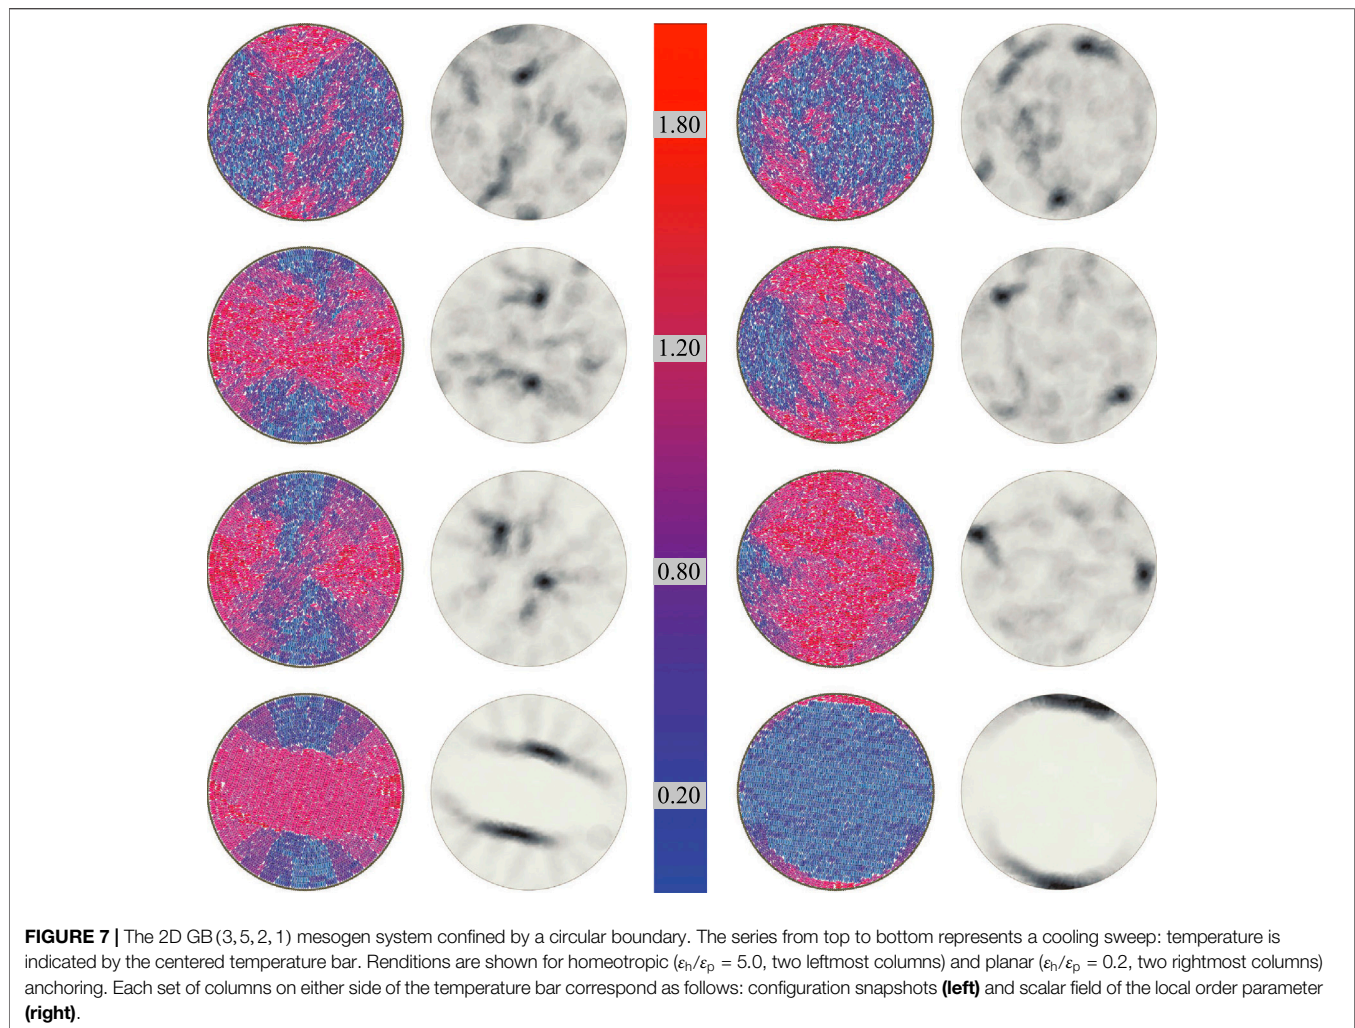 1.80
1.20
0.80
0.20
FIGURE 7 | The 2D GB (3, 5, 2, 1) mesogen system confined by a circular boundary. The series from top to bottom represents a cooling sweep: temperature is
indicated by the centered temperature bar. Renditions are shown for homeotropic (εh/εp = 5.0, two leftmost columns) and planar (εh/εp = 0.2, two rightmost columns)
anchoring. Each set of columns on either side of the temperature bar correspond as follows: configuration snapshots (left) and scalar field of the local order parameter
(right).